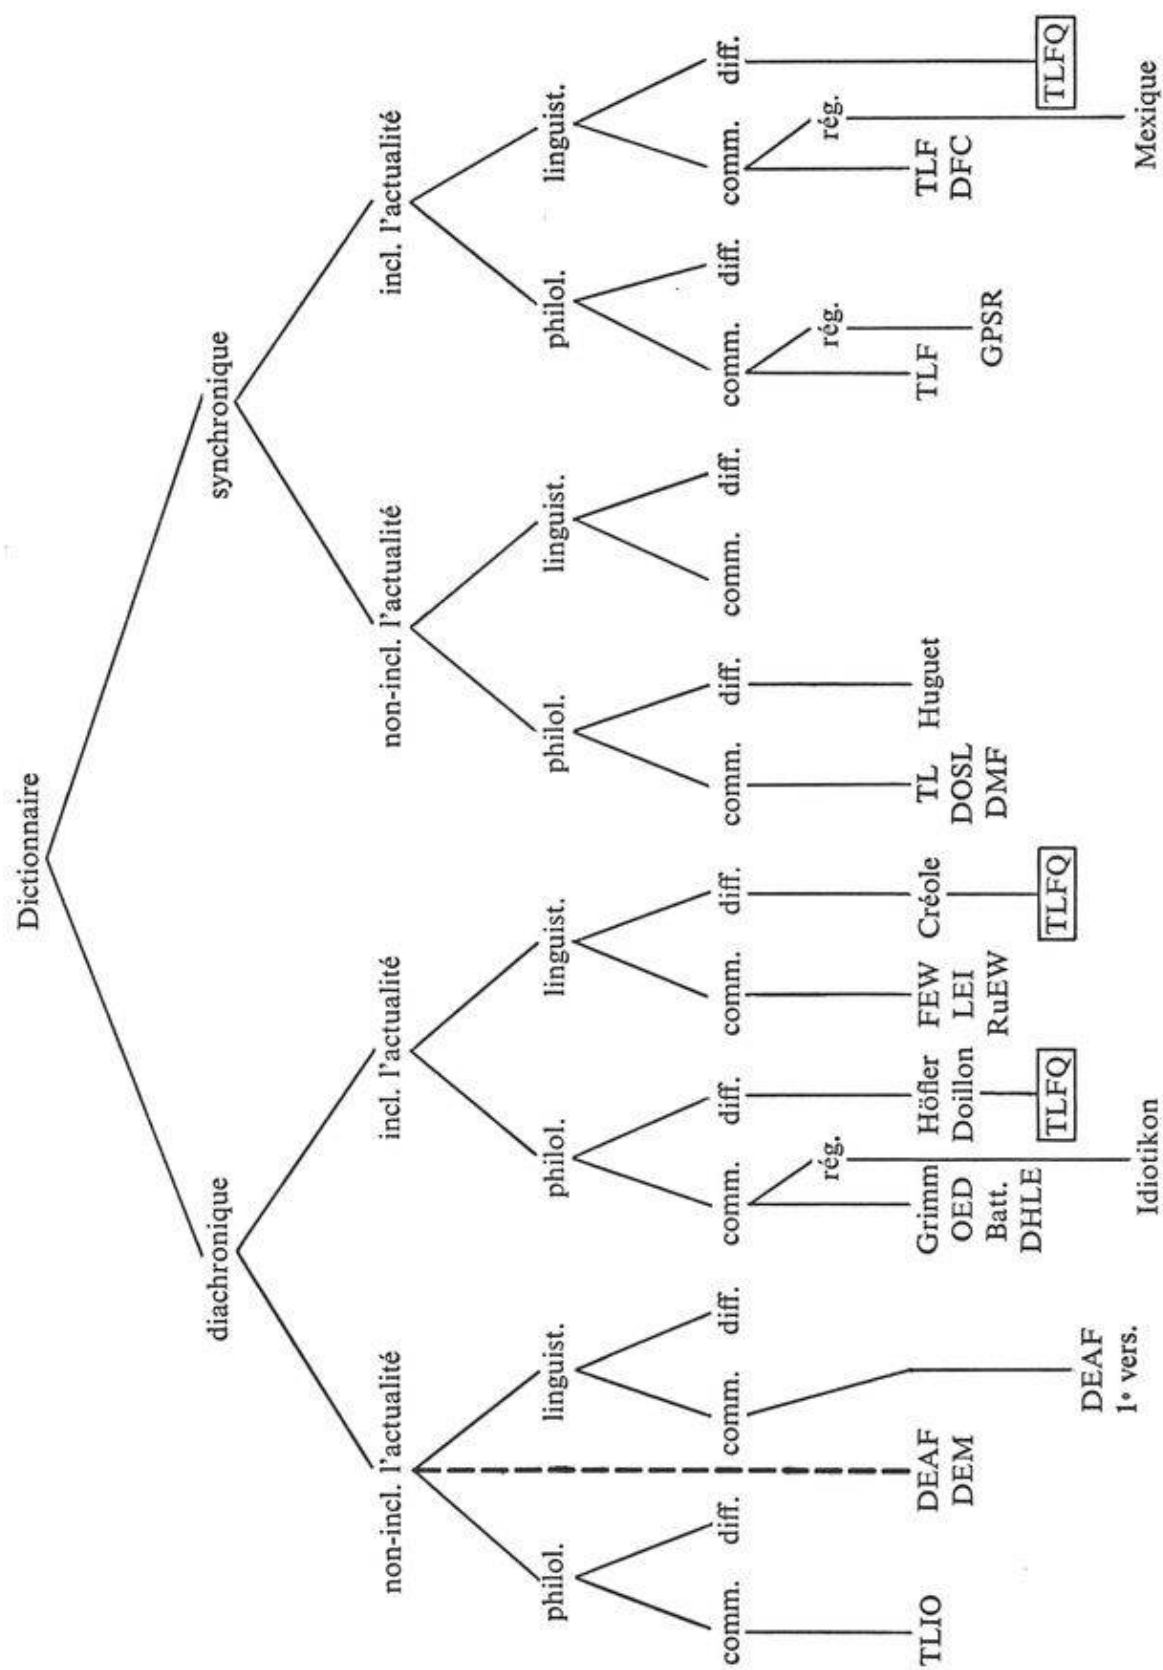 Dictionnaire
diachronique
synchronique
non-incl. l'actualité
incl. l'actualité
non-incl. l'actualité
incl. l'actualité
philol.
linguist.
philol.
linguist.
philol.
linguist.
philol.
linguist.
comm.
diff.
comm.
diff.
comm.
diff.
comm.
diff.
comm.
diff.
comm.
diff.
comm.
diff.
comm.
diff.
rég.
rég.
rég.
TLIO
DEAF
DEM
DEAF
1e vers.
Grimm
OED
Batt.
DHLE
Idiotikon
Höfler
Doillon
TLFQ
FEW
LEI
RuEW
Créole
TLFQ
TL
DOSL
DMF
Huguet
TLF
GPSR
TLF
DFC
Mexique
TLFQ